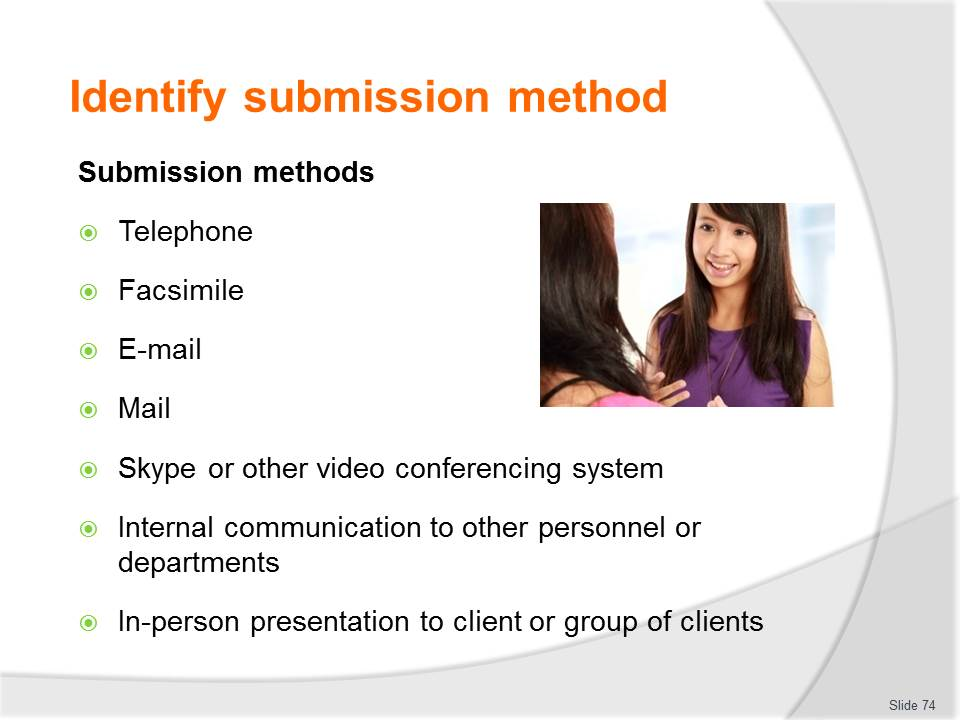 Identify submission method
Submission methods
Telephone
Facsimile
E-mail
Mail
Skype or other video conferencing system
Internal communication to other personnel or
departments
In-person presentation to client or group of clients
Slide 74